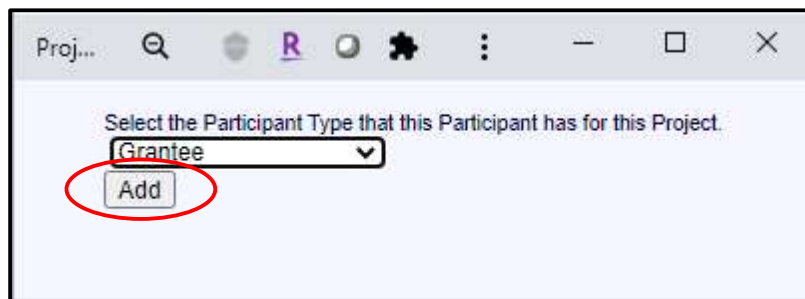 Proj...
Select the Participant Type that this Participant has for this Project.
Grantee
Add